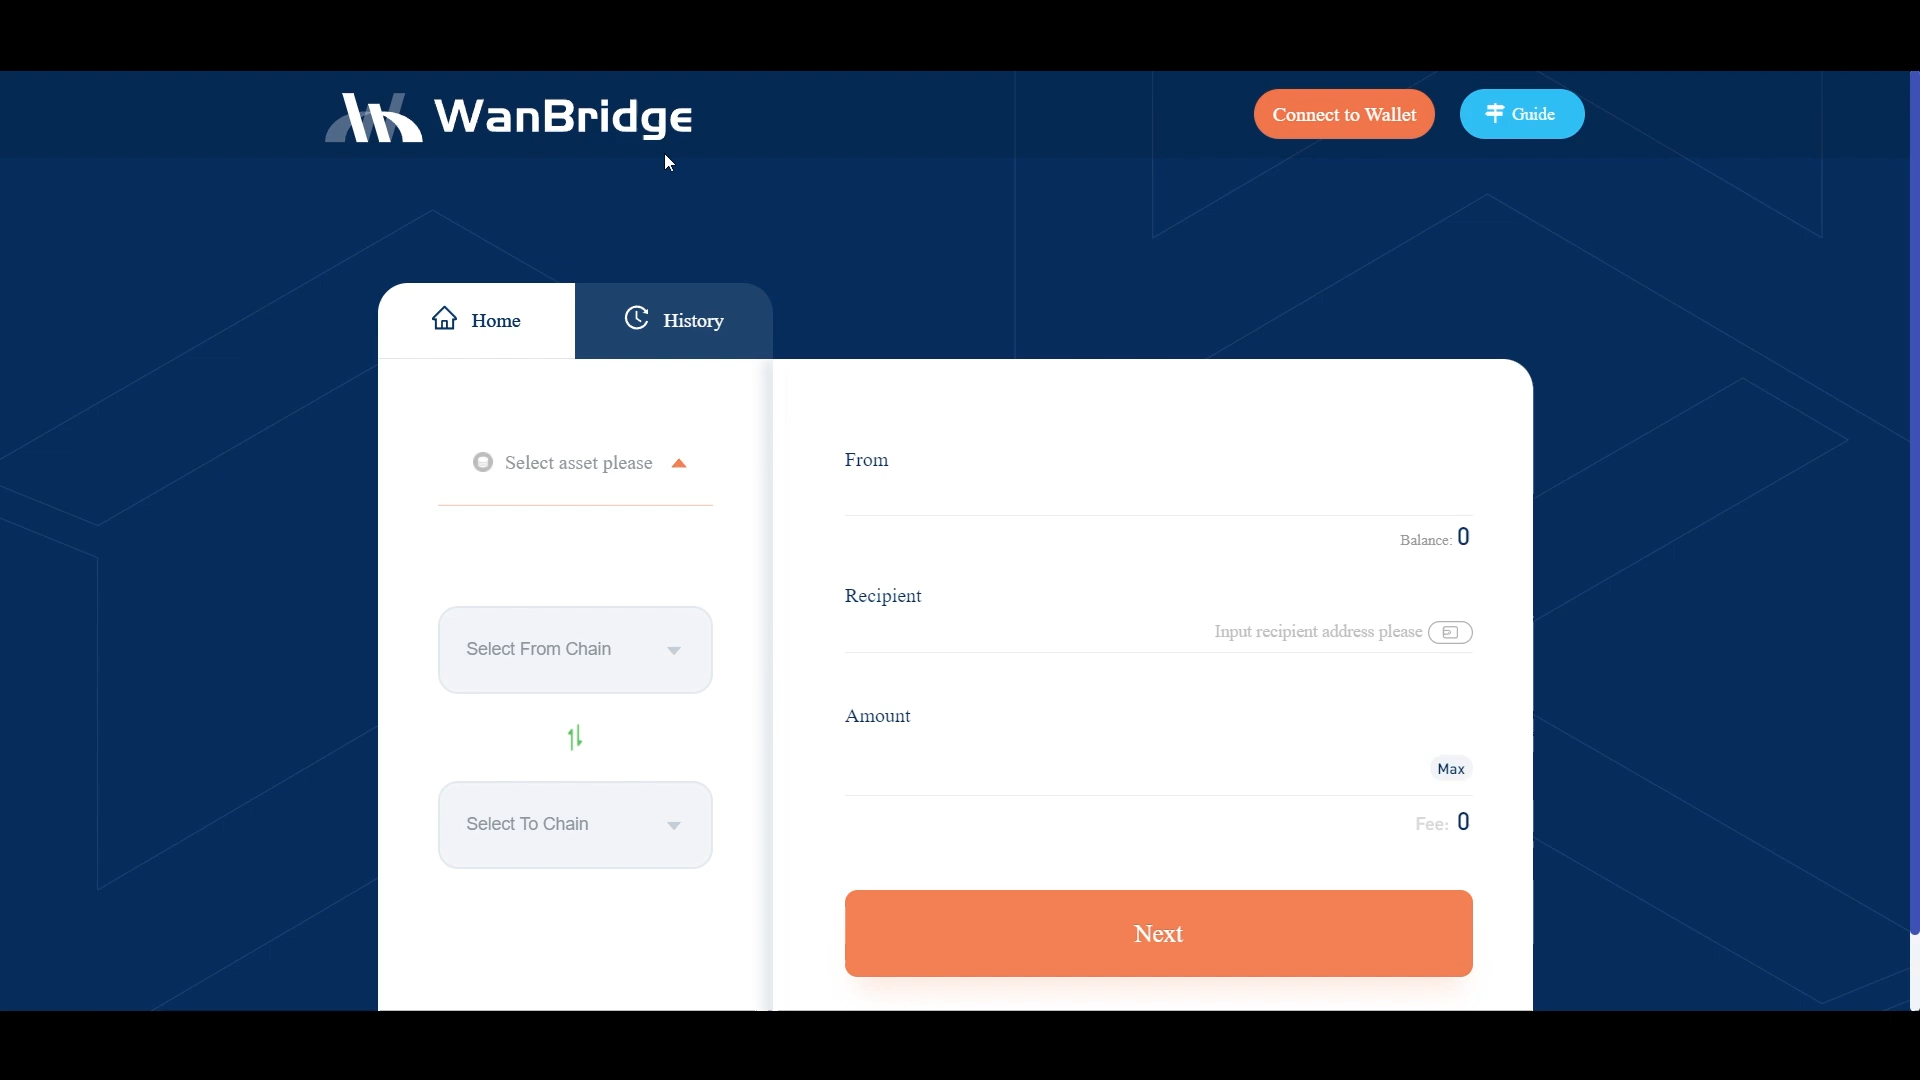 WanBridge
Connect to Wallet
Guide
Home
History
Select asset please
From
Balance: 0
Recipient
Input recipient address please
Select From Chain
Amount
Max
Select To Chain
Fee: 0
Next